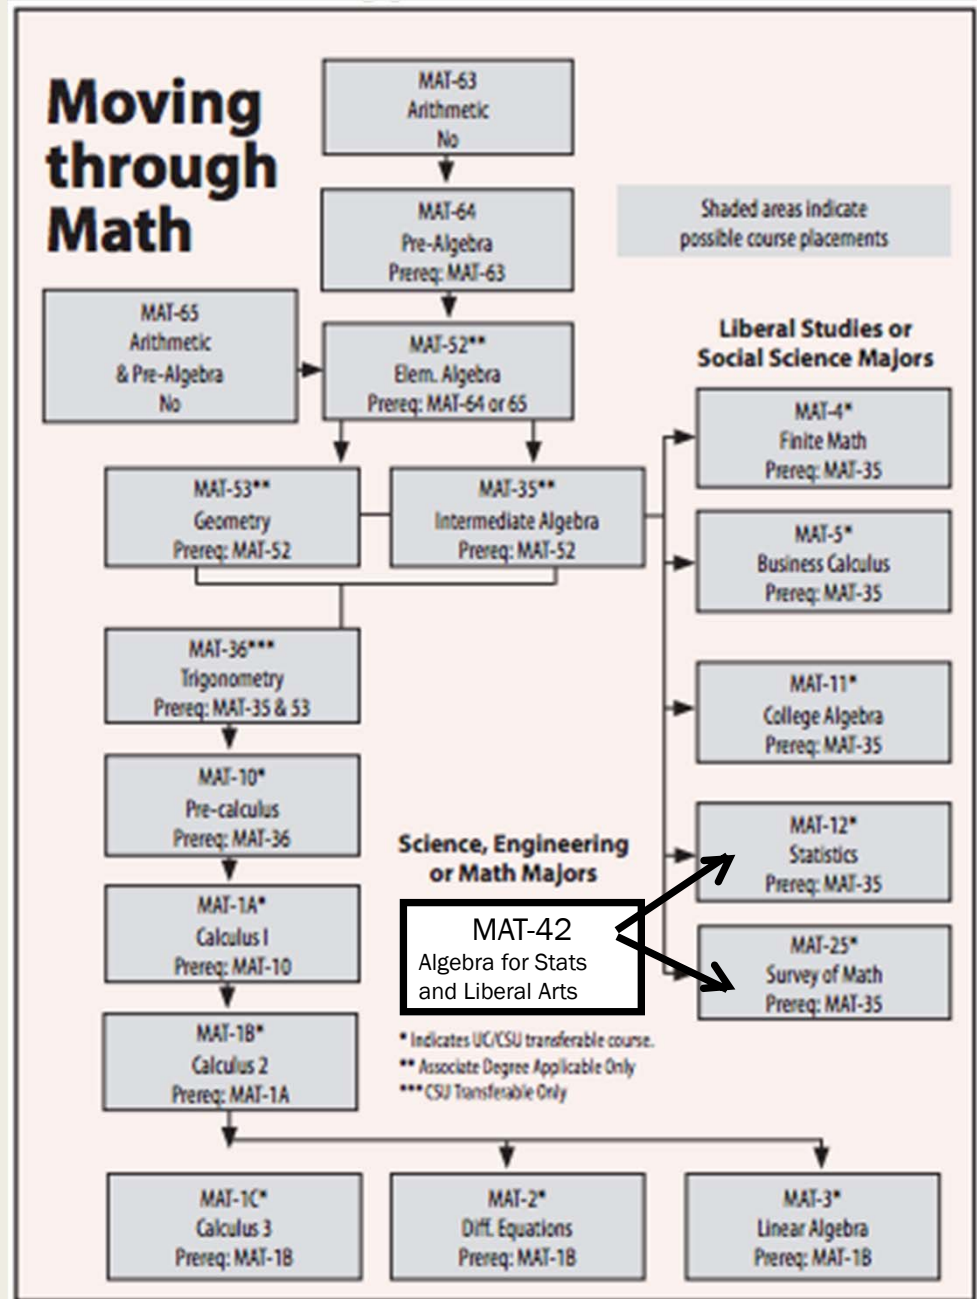 Moving
through
Math
MAT-63
Arithmetic
No
MAT-64
Pre-Algebra
Prereq: MAT-63
Shaded areas indicate
possible course placements
MAT-65
Arithmetic
& Pre-Algebra
No
MAT-52**
Elem. Algebra
Prereq: MAT-64 or 65
Liberal Studies or
Social Science Majors
MAT-4*
Finite Math
Prereq: MAT-35
MAT-53**
Geometry
Prereq: MAT-52
MAT-35**
Intermediate Algebra
Prereq: MAT-52
MAT-5*
Business Calculus
Prereq: MAT-35
MAT-36***
Trigonometry
Prereq: MAT-35 & 53
MAT-11*
College Algebra
Prereq: MAT-35
MAT-10*
Pre-calculus
Prereq: MAT-36
MAT-12*
Statistics
Prereq: MAT-35
Science, Engineering
or Math Majors
MAT-1A*
Calculus I
Prereq: MAT-10
MAT-42
Algebra for Stats
and Liberal Arts
MAT-25*
Survey of Math
Prereq: MAT-35
MAT-1B*
Calculus 2
Prereq: MAT-1A
* Indicates UC/CSU transferable course.
** Associate Degree Applicable Only
*** CSU Transferable Only
MAT-1C*
Calculus 3
Prereq: MAT-1B
MAT-2*
Diff. Equations
Prereq: MAT-1B
MAT-3*
Linear Algebra
Prereq: MAT-1B